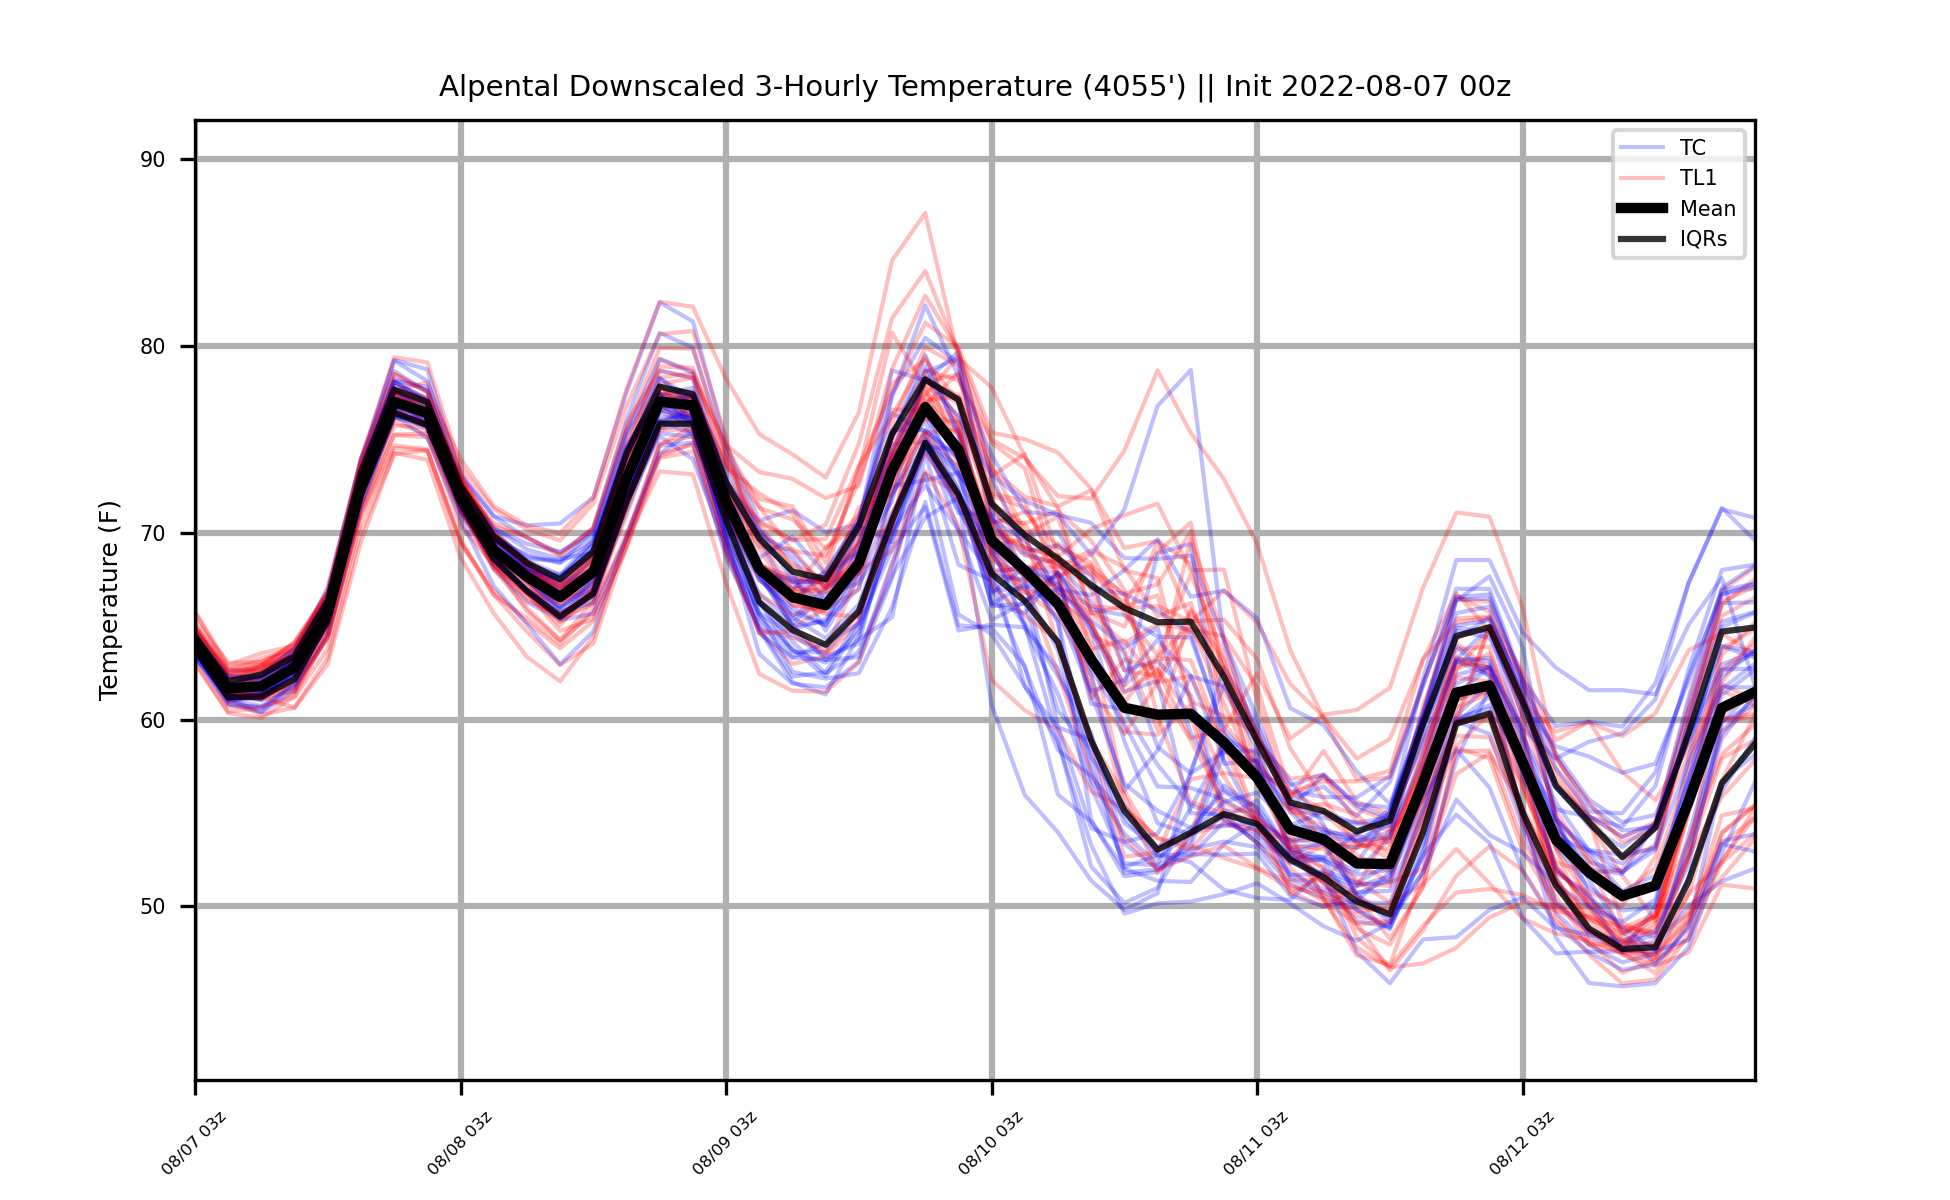 Alpental Downscaled 3-Hourly Temperature (4055') || Init 2022-08-07 00z
TC
TL1
Mean
IQRs
Temperature (F)
90
80
70
60
50
08/07 03z
08/08 03z
08/09 03z
08/10 03z
08/11 03z
08/12 03z